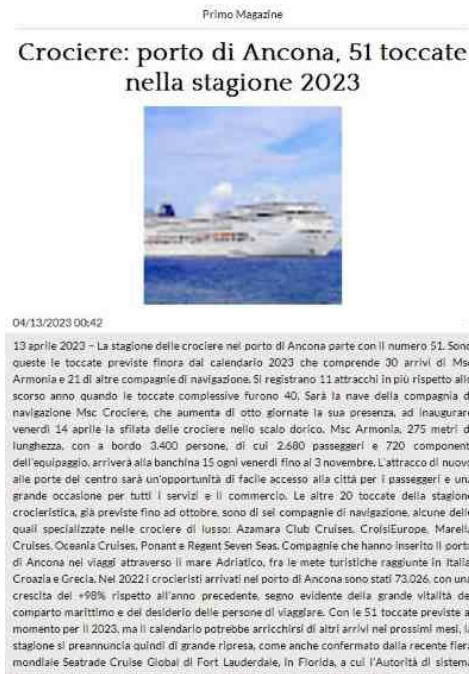 Primo Magazine
Crociere: porto di Ancona, 51 toccate
nella stagione 2023
04/13/2023 00:42
13 aprile 2023 – La stagione delle crociere nel porto di Ancona parte con il numero 51. Sono
queste le toccate previste finora dal calendario 2023 che comprende 30 arrivi di Msc
Armonia e 21 di altre compagnie di navigazione. Si registrano 11 attracchi in più rispetto allo
scorso anno quando le toccate complessive furono 40. Sarà la nave della compagnia di
navigazione Msc Crociere, che aumenta di otto giornate la sua presenza, ad inaugurare
venerdì 14 aprile la sfilata delle crociere nello scalo dorico. Msc Armonia, 275 metri di
lunghezza, con a bordo 3.400 persone, di cui 2.680 passeggeri e 720 component
dell'equipaggio, arriverà alla banchina 15 ogni venerdì fino al 3 novembre. L'attracco di nuovo
alle porte del centro sarà un'opportunità di facile accesso alla città per i passeggeri e una
grande occasione per tutti i servizi e il commercio. Le altre 20 toccate della stagione
crocieristica, già previste fino ad ottobre, sono di sei compagnie di navigazione, alcune delle
quali specializzate nelle crociere di lusso: Azamara Club Cruises, CroisiEurope, Marella
Cruises, Oceania Cruises, Ponant e Regent Seven Seas. Compagnie che hanno inserito il porto
di Ancona nei viaggi attraverso il mare Adriatico, fra le mete turistiche raggiunte in Italia,
Croazia e Grecia. Nel 2022 i crocieristi arrivati nel porto di Ancona sono stati 73.026, con una
crescita del +98% rispetto all'anno precedente, segno evidente della grande vitalità de
comparto marittimo e del desiderio delle persone di viaggiare. Con le 51 toccate previste a
momento per il 2023, ma il calendario potrebbe arricchirsi di altri arrivi nei prossimi mesi, la
stagione si preannuncia quindi di grande ripresa, come anche confermato dalla recente fiera
mondiale Seatrade Cruise Global di Fort Lauderdale, in Florida, a cui l'Autorità di sistema